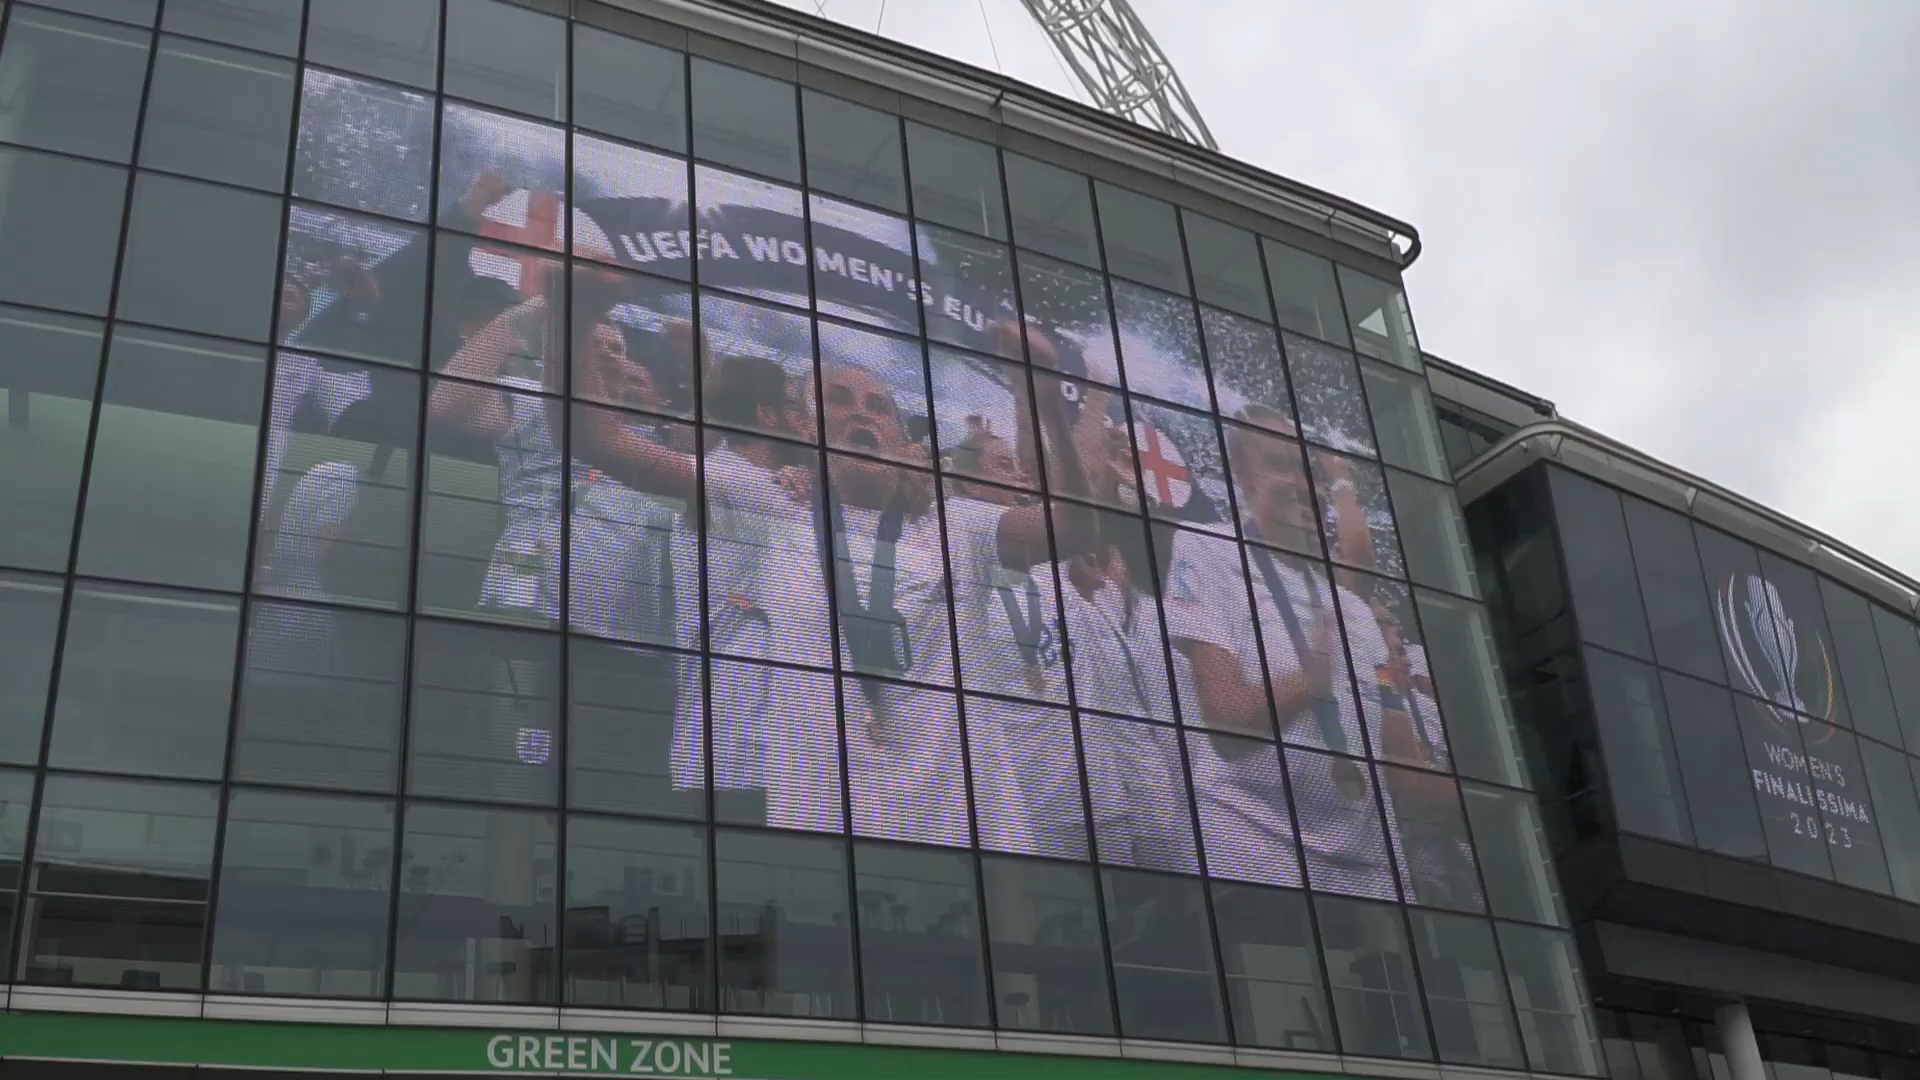 UEFA WOMEN'S EU
WOMEN'S
FINALISSIMA
2023
GREEN ZONE